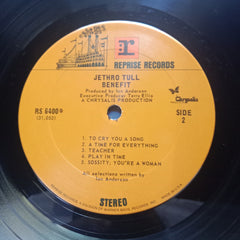 REPRISE RECORDS
JETHRO TULL
BENEFIT
Produced by Ian Anderson
Executive Producer Terry Ellis
A CHRYSALIS PRODUCTION
Chrysalis
RS 6400
(31,092)
SIDE
2
1. TO CRY YOU A SONG
2. A TIME FOR EVERYTHING
3. TEACHER
4. PLAY IN TIME
5. SOSSITY; YOU'RE A WOMAN
All selections written by
Ian Anderson
STEREO